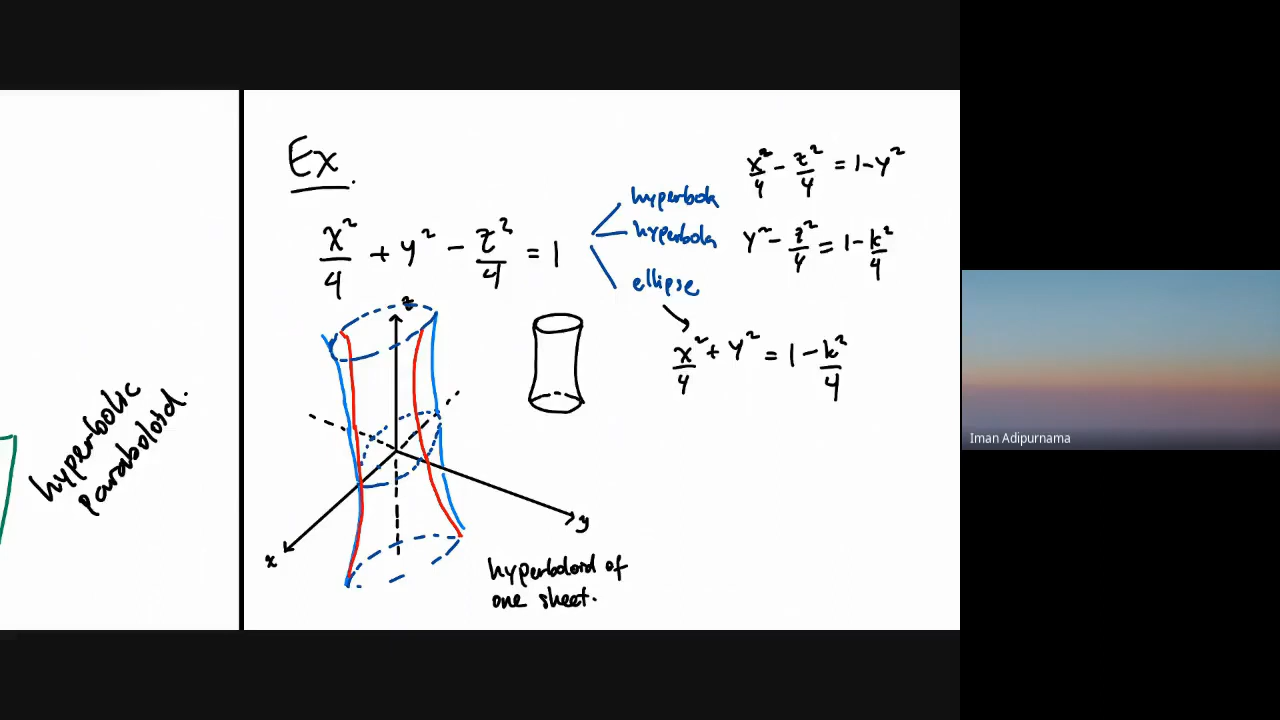 hyperbolic
paraboloid.
Ex.
x²/4 + y² - z²/4 = 1
hyperbola
hyperbola
ellipse
x²/4 - z²/4 = 1-y²
y² - z²/4 = 1 - k²/4
x²/4 + y² = 1 - k²/4
z
x
y
hyperboloid of
one sheet.
Iman Adipurnama